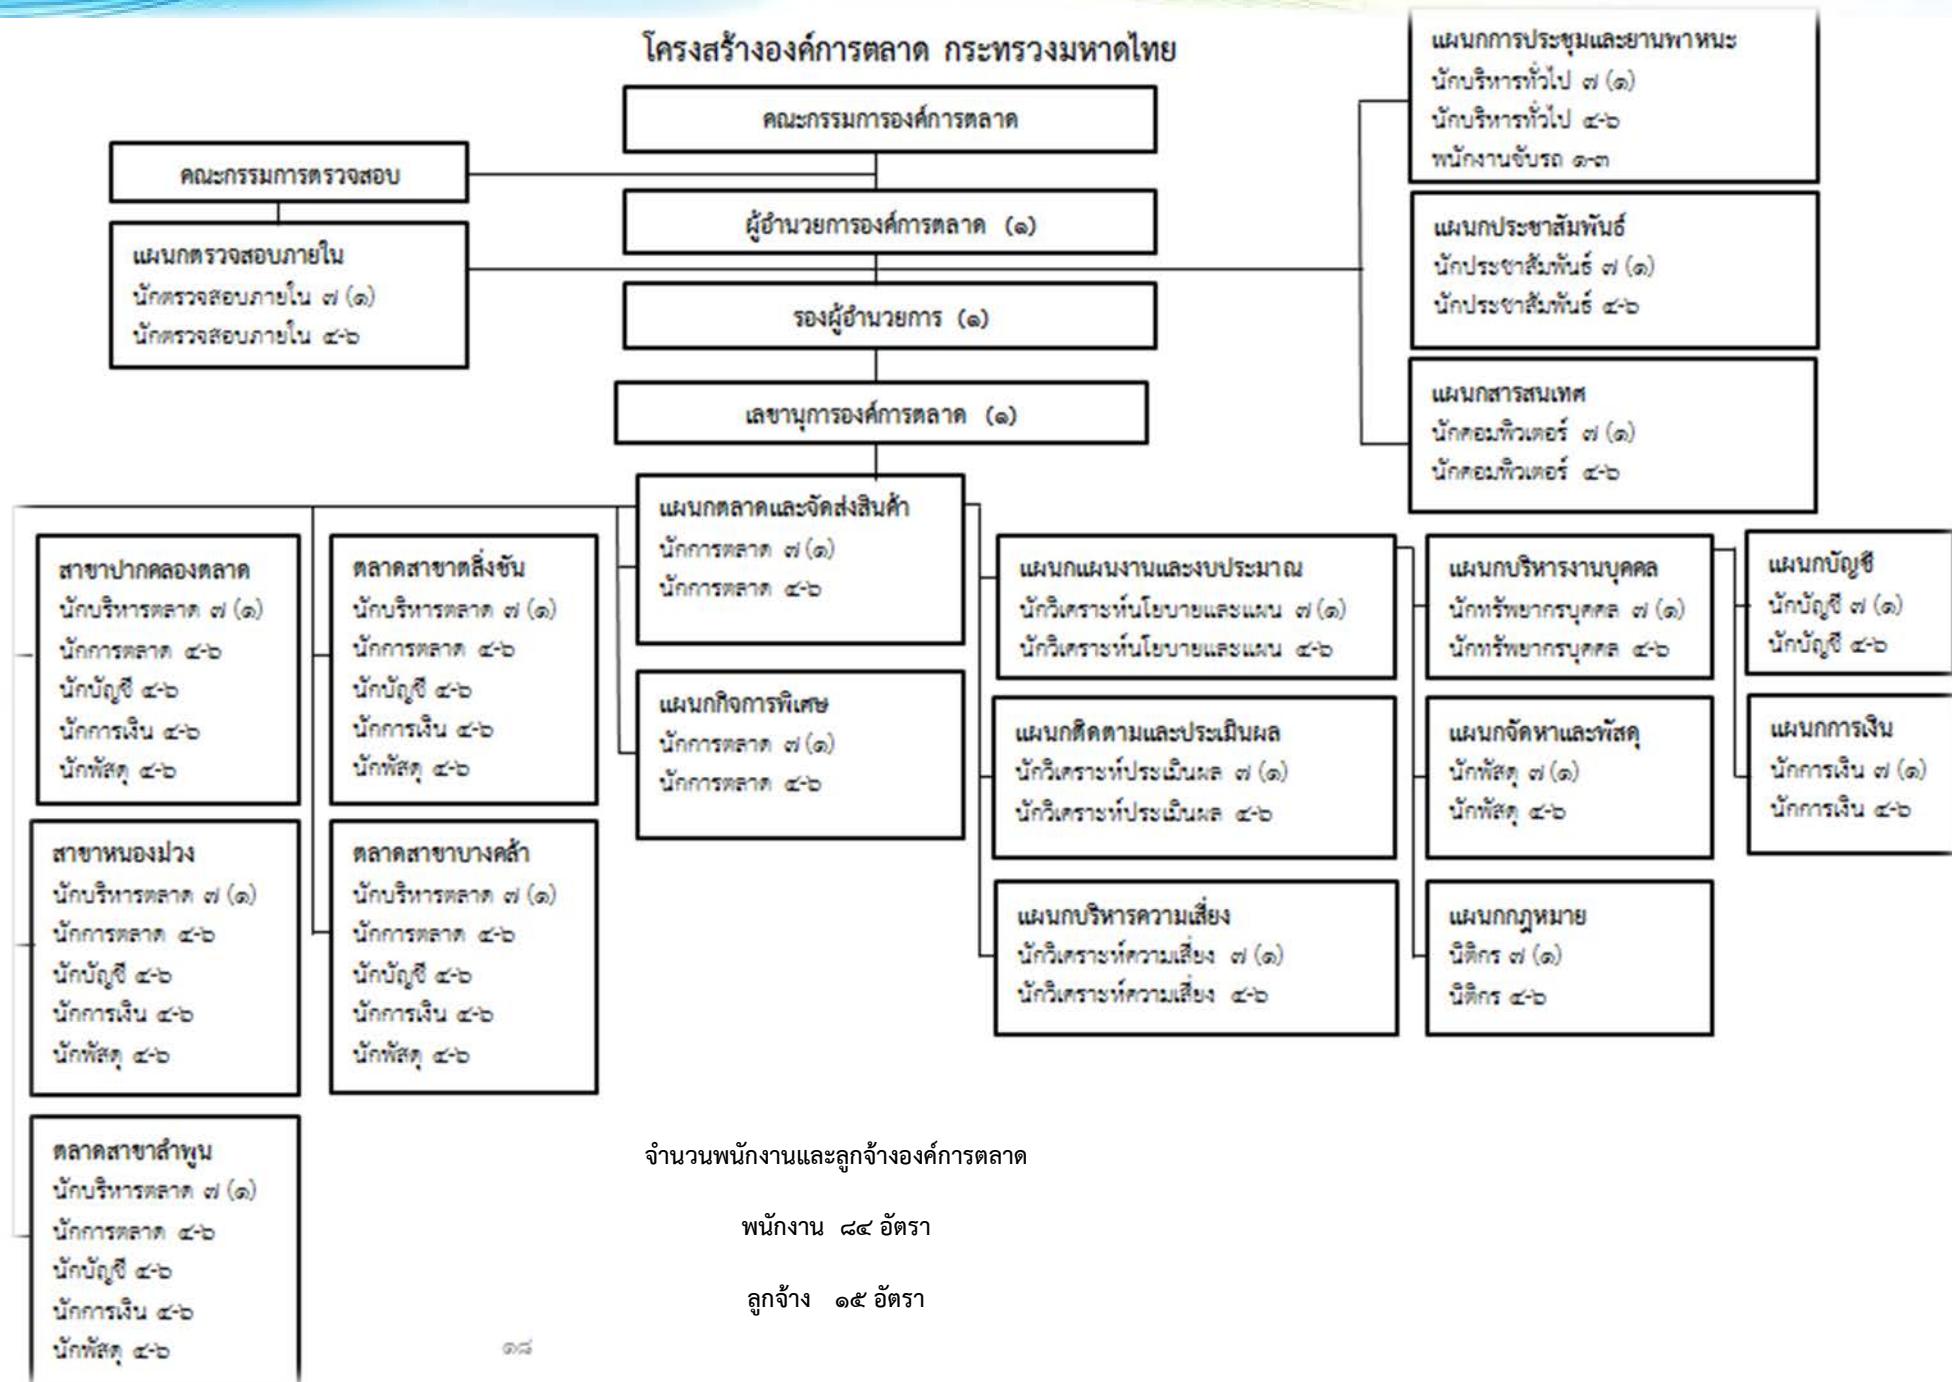 โครงสร้างองค์การตลาด กระทรวงมหาดไทย
คณะกรรมการองค์การตลาด
คณะกรรมการตรวจสอบ
ผู้อำนวยการองค์การตลาด (๑)
แผนกตรวจสอบภายใน
นักตรวจสอบภายใน ๗ (๑)
นักตรวจสอบภายใน ๔-๖
รองผู้อำนวยการ (๑)
เลขานุการองค์การตลาด (๑)
แผนกการประชุมและยานพาหนะ
นักบริหารทั่วไป ๗ (๑)
นักบริหารทั่วไป ๔-๖
พนักงานขับรถ ๑-๓
แผนกประชาสัมพันธ์
นักประชาสัมพันธ์ ๗ (๑)
นักประชาสัมพันธ์ ๔-๖
แผนกสารสนเทศ
นักคอมพิวเตอร์ ๗ (๑)
นักคอมพิวเตอร์ ๔-๖
สาขาปากคลองตลาด
นักบริหารตลาด ๗ (๑)
นักการตลาด ๔-๖
นักบัญชี ๔-๖
นักการเงิน ๔-๖
นักพัสดุ ๔-๖
ตลาดสาขาตลิ่งชัน
นักบริหารตลาด ๗ (๑)
นักการตลาด ๔-๖
นักบัญชี ๔-๖
นักการเงิน ๔-๖
นักพัสดุ ๔-๖
แผนกตลาดและจัดส่งสินค้า
นักการตลาด ๗ (๑)
นักการตลาด ๔-๖
แผนกกิจการพิเศษ
นักการตลาด ๗ (๑)
นักการตลาด ๔-๖
แผนกแผนงานและงบประมาณ
นักวิเคราะห์นโยบายและแผน ๗ (๑)
นักวิเคราะห์นโยบายและแผน ๔-๖
แผนกบริหารงานบุคคล
นักทรัพยากรบุคคล ๗ (๑)
นักทรัพยากรบุคคล ๔-๖
แผนกบัญชี
นักบัญชี ๗ (๑)
นักบัญชี ๔-๖
แผนกติดตามและประเมินผล
นักวิเคราะห์ประเมินผล ๗ (๑)
นักวิเคราะห์ประเมินผล ๔-๖
แผนกจัดหาและพัสดุ
นักพัสดุ ๗ (๑)
นักพัสดุ ๔-๖
แผนกการเงิน
นักการเงิน ๗ (๑)
นักการเงิน ๔-๖
สาขาหนองม่วง
นักบริหารตลาด ๗ (๑)
นักการตลาด ๔-๖
นักบัญชี ๔-๖
นักการเงิน ๔-๖
นักพัสดุ ๔-๖
ตลาดสาขาบางคล้า
นักบริหารตลาด ๗ (๑)
นักการตลาด ๔-๖
นักบัญชี ๔-๖
นักการเงิน ๔-๖
นักพัสดุ ๔-๖
แผนกบริหารความเสี่ยง
นักวิเคราะห์ความเสี่ยง ๗ (๑)
นักวิเคราะห์ความเสี่ยง ๔-๖
แผนกกฎหมาย
นิติกร ๗ (๑)
นิติกร ๔-๖
ตลาดสาขาลำพูน
นักบริหารตลาด ๗ (๑)
นักการตลาด ๔-๖
นักบัญชี ๔-๖
นักการเงิน ๔-๖
นักพัสดุ ๔-๖
จำนวนพนักงานและลูกจ้างองค์การตลาด
พนักงาน ๘๔ อัตรา
ลูกจ้าง ๑๕ อัตรา
๑๘